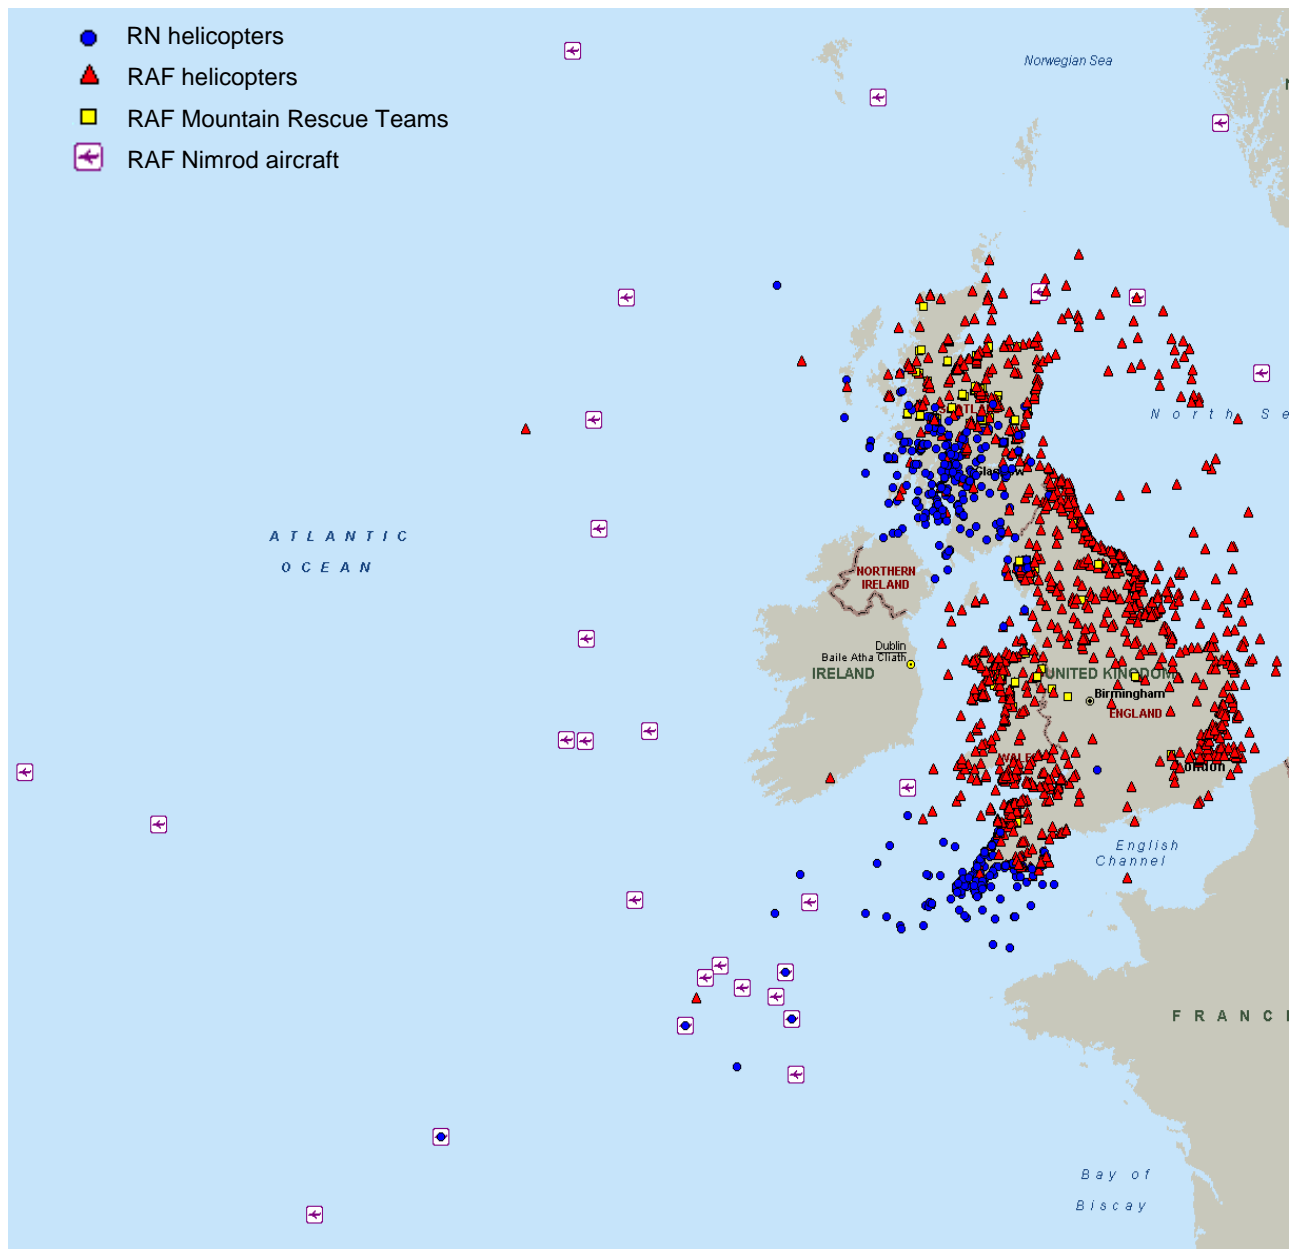 RN helicopters
RAF helicopters
RAF Mountain Rescue Teams
RAF Nimrod aircraft
Norwegian Sea
North Se
Glasgow
ATLANTIC
OCEAN
NORTHERN
IRELAND
Dublin
Baile Atha Cliath
IRELAND
UNITED KINGDOM
Birmingham
ENGLAND
London
English
Channel
FRANC
Bay of
Biscay